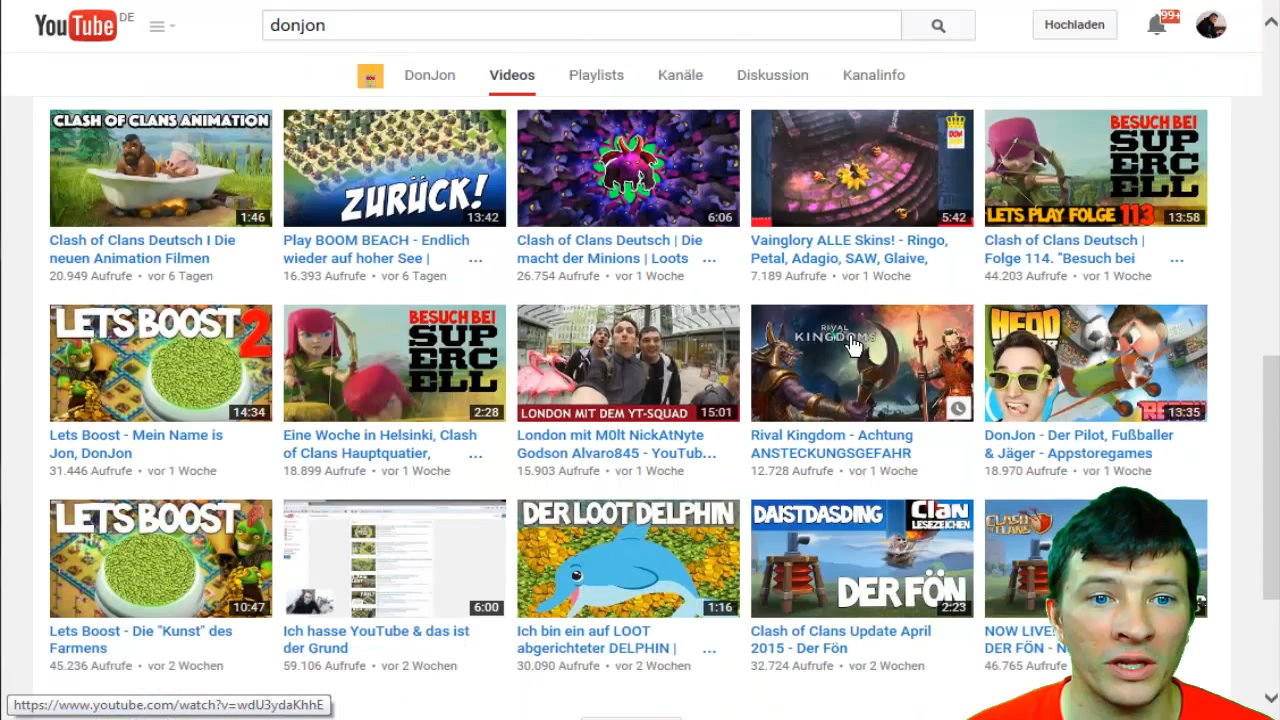 YouTube DE
donjon
Hochladen
99+
DonJon
Videos
Playlists
Kanäle
Diskussion
Kanalinfo
CLASH OF CLANS ANIMATION
1:46
ZURÜCK!
13:42
6:06
5:42
BESUCH BEI
SUP
ERC
ELL
LETS PLAY FOLGE 113
13:58
Clash of Clans Deutsch I Die
neuen Animation Filmen
20.949 Aufrufe • vor 6 Tagen
Play BOOM BEACH - Endlich
wieder auf hoher See | ...
16.393 Aufrufe • vor 6 Tagen
Clash of Clans Deutsch | Die
macht der Minions | Loots ...
26.754 Aufrufe • vor 1 Woche
Vainglory ALLE Skins! - Ringo,
Petal, Adagio, SAW, Glaive,
7.189 Aufrufe • vor 1 Woche
Clash of Clans Deutsch |
Folge 114. "Besuch bei ...
44.203 Aufrufe • vor 1 Woche
LETS BOOST 2
14:34
BESUCH BEI
SUP
ERC
ELL
2:28
LONDON MIT DEM YT-SQUAD
15:01
RIVAL
KINGDOMS
HEAD
13:35
Lets Boost - Mein Name is
Jon, DonJon
31.446 Aufrufe • vor 1 Woche
Eine Woche in Helsinki, Clash
of Clans Hauptquatier, ...
18.899 Aufrufe • vor 1 Woche
London mit M0lt NickAtNyte
Godson Alvaro845 - YouTub...
15.903 Aufrufe • vor 1 Woche
Rival Kingdom - Achtung
ANSTECKUNGSGEFAHR
12.728 Aufrufe • vor 1 Woche
DonJon - Der Pilot, Fußballer
& Jäger - Appstoregames
18.970 Aufrufe • vor 1 Woche
LETS BOOST
10:47
6:00
DER LOOT DELPHIN
1:16
DAISTDASDING
Clan
LESEZEICHEN
DER FÖN
2:23
CLASH OF CLANS
Lets Boost - Die "Kunst" des
Farmens
45.236 Aufrufe • vor 2 Wochen
Ich hasse YouTube & das ist
der Grund
59.106 Aufrufe • vor 2 Wochen
Ich bin ein auf LOOT
abgerichteter DELPHIN | ...
30.090 Aufrufe • vor 2 Wochen
Clash of Clans Update April
2015 - Der Fön
32.724 Aufrufe • vor 2 Wochen
NOW LIVE!
DER FÖN -
46.765 Aufrufe
https://www.youtube.com/watch?v=wdU3ydaKhhE